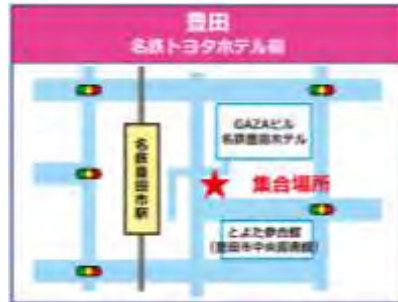 豊田
名鉄トヨタホテル前
GAZAビル
名鉄豊田ホテル
名鉄豊田市駅
集合場所
とよた参合館
(豊田市中央図書館)